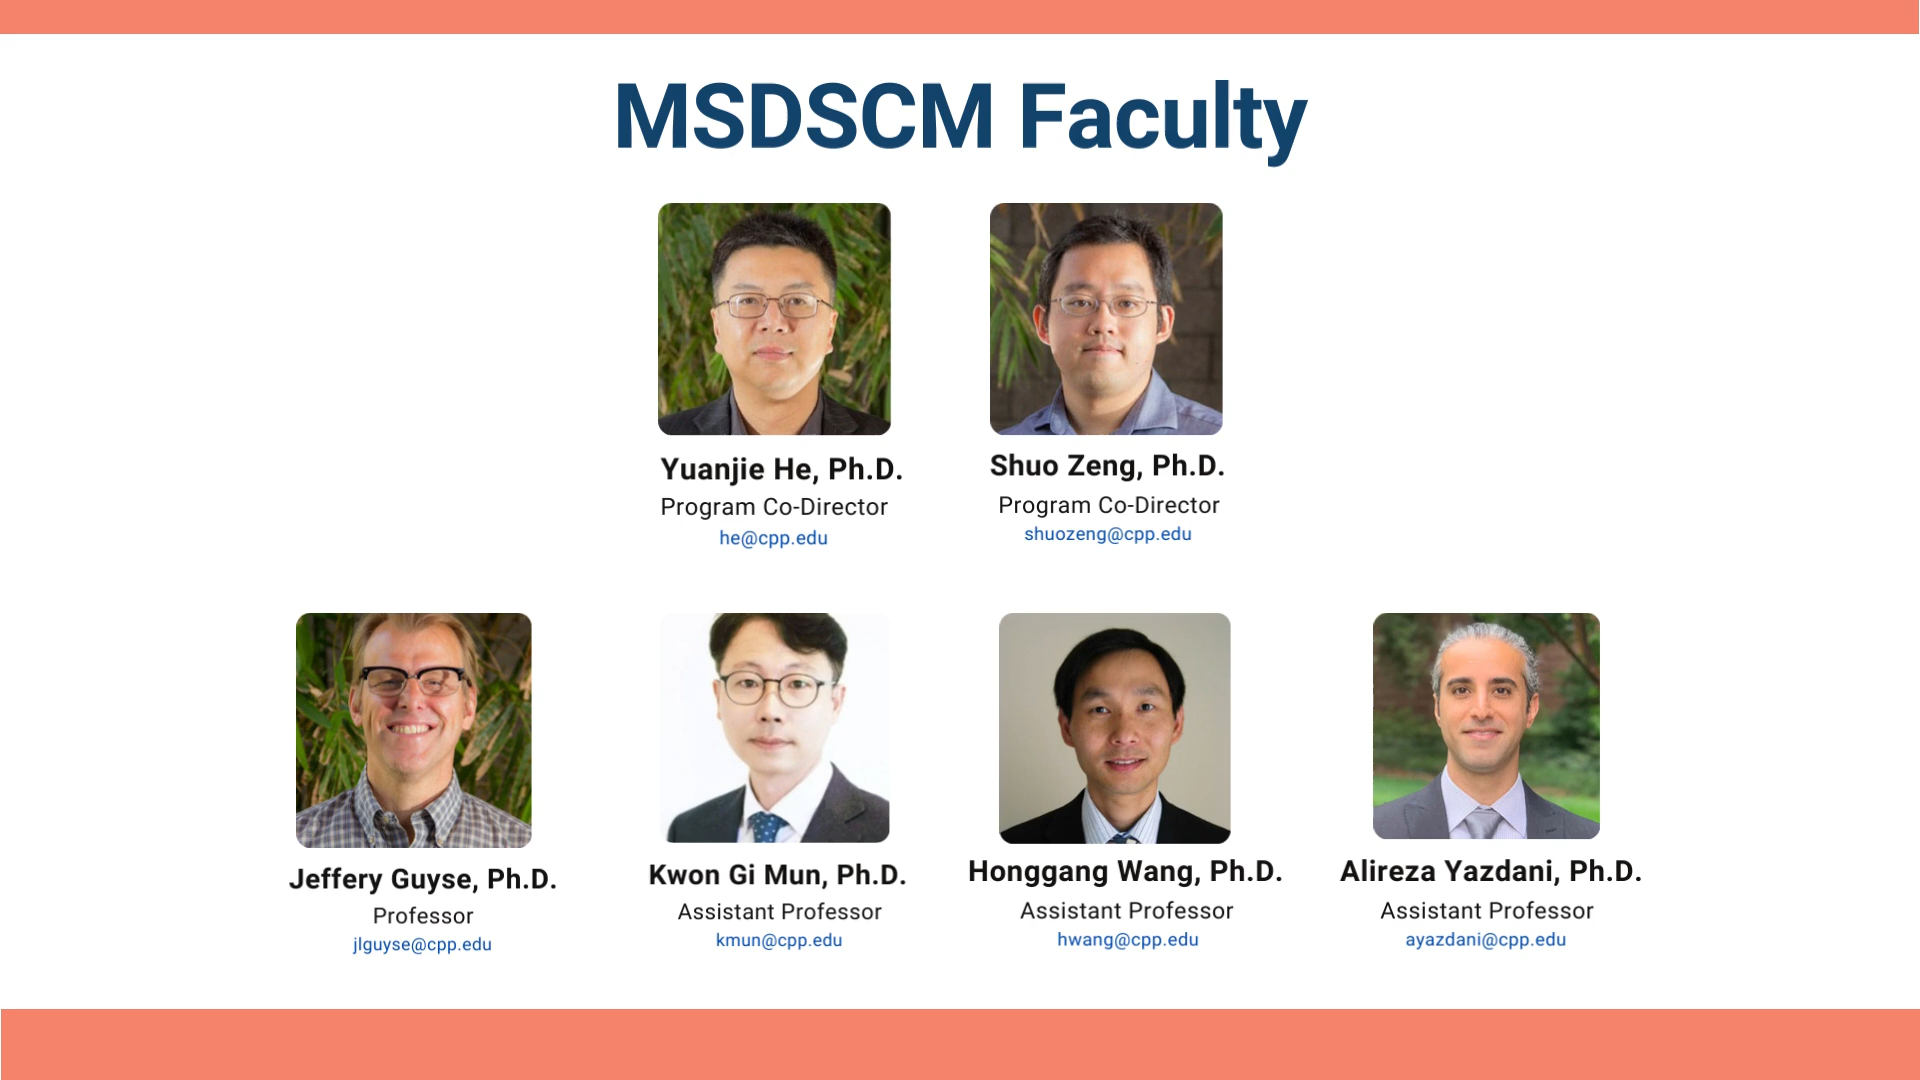 MSDSCM Faculty
Yuanjie He, Ph.D.
Program Co-Director
he@cpp.edu
Shuo Zeng, Ph.D.
Program Co-Director
shuozeng@cpp.edu
Jeffery Guyse, Ph.D.
Professor
jlguyse@cpp.edu
Kwon Gi Mun, Ph.D.
Assistant Professor
kmun@cpp.edu
Honggang Wang, Ph.D.
Assistant Professor
hwang@cpp.edu
Alireza Yazdani, Ph.D.
Assistant Professor
ayazdani@cpp.edu